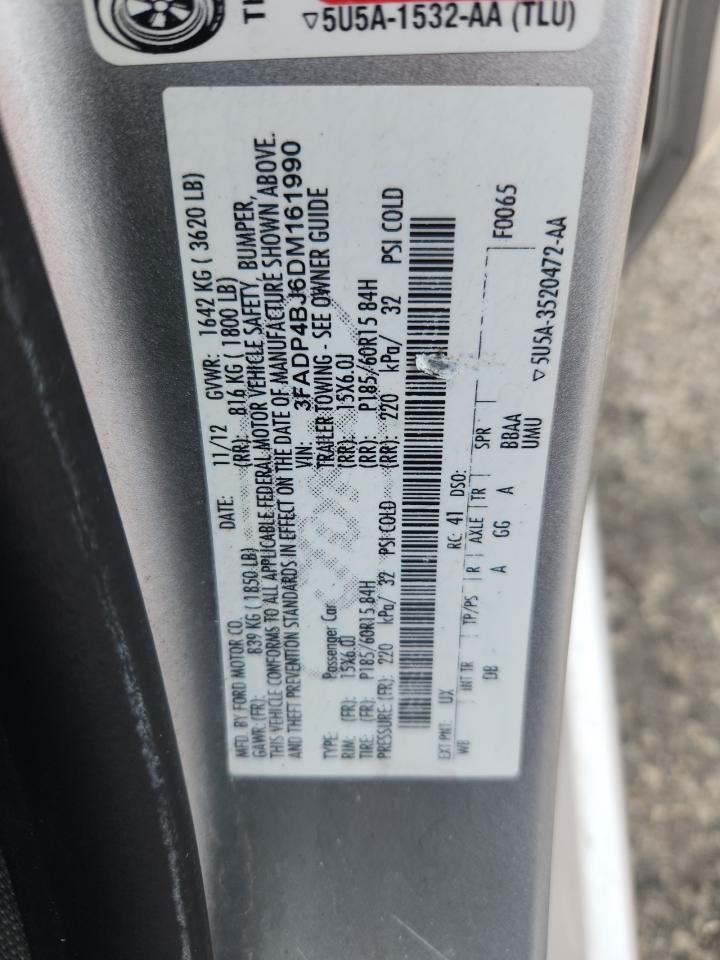 TI
▽5U5A-1532-AA (TLU)
MFD. BY FORD MOTOR CO. DATE: 11/12 GVWR: 1642 KG ( 3620 LB)
GAWR: (FR): 839 KG ( 1850 LB) (RR): 816 KG ( 1800 LB)
THIS VEHICLE CONFORMS TO ALL APPLICABLE FEDERAL MOTOR VEHICLE SAFETY, BUMPER,
AND THEFT PREVENTION STANDARDS IN EFFECT ON THE DATE OF MANUFACTURE SHOWN ABOVE.
VIN: 3FADP4BJ6DM161990
TYPE: Passenger Car TRAILER TOWING - SEE OWNER GUIDE
RIM: (FR): 15X6.0J (RR): 15X6.0J
TIRE: (FR): P185/60R15 84H (RR): P185/60R15 84H
PRESSURE: (FR): 220 kPa/ 32 PSI COLD (RR): 220 kPa/ 32 PSI COLD
EXT PNT: UX RC: 41 DSO:
WB INT TR TP/PS R AXLE TR SPR F0065
DB A GG A BBAA
UMU
▽5U5A-3520472-AA